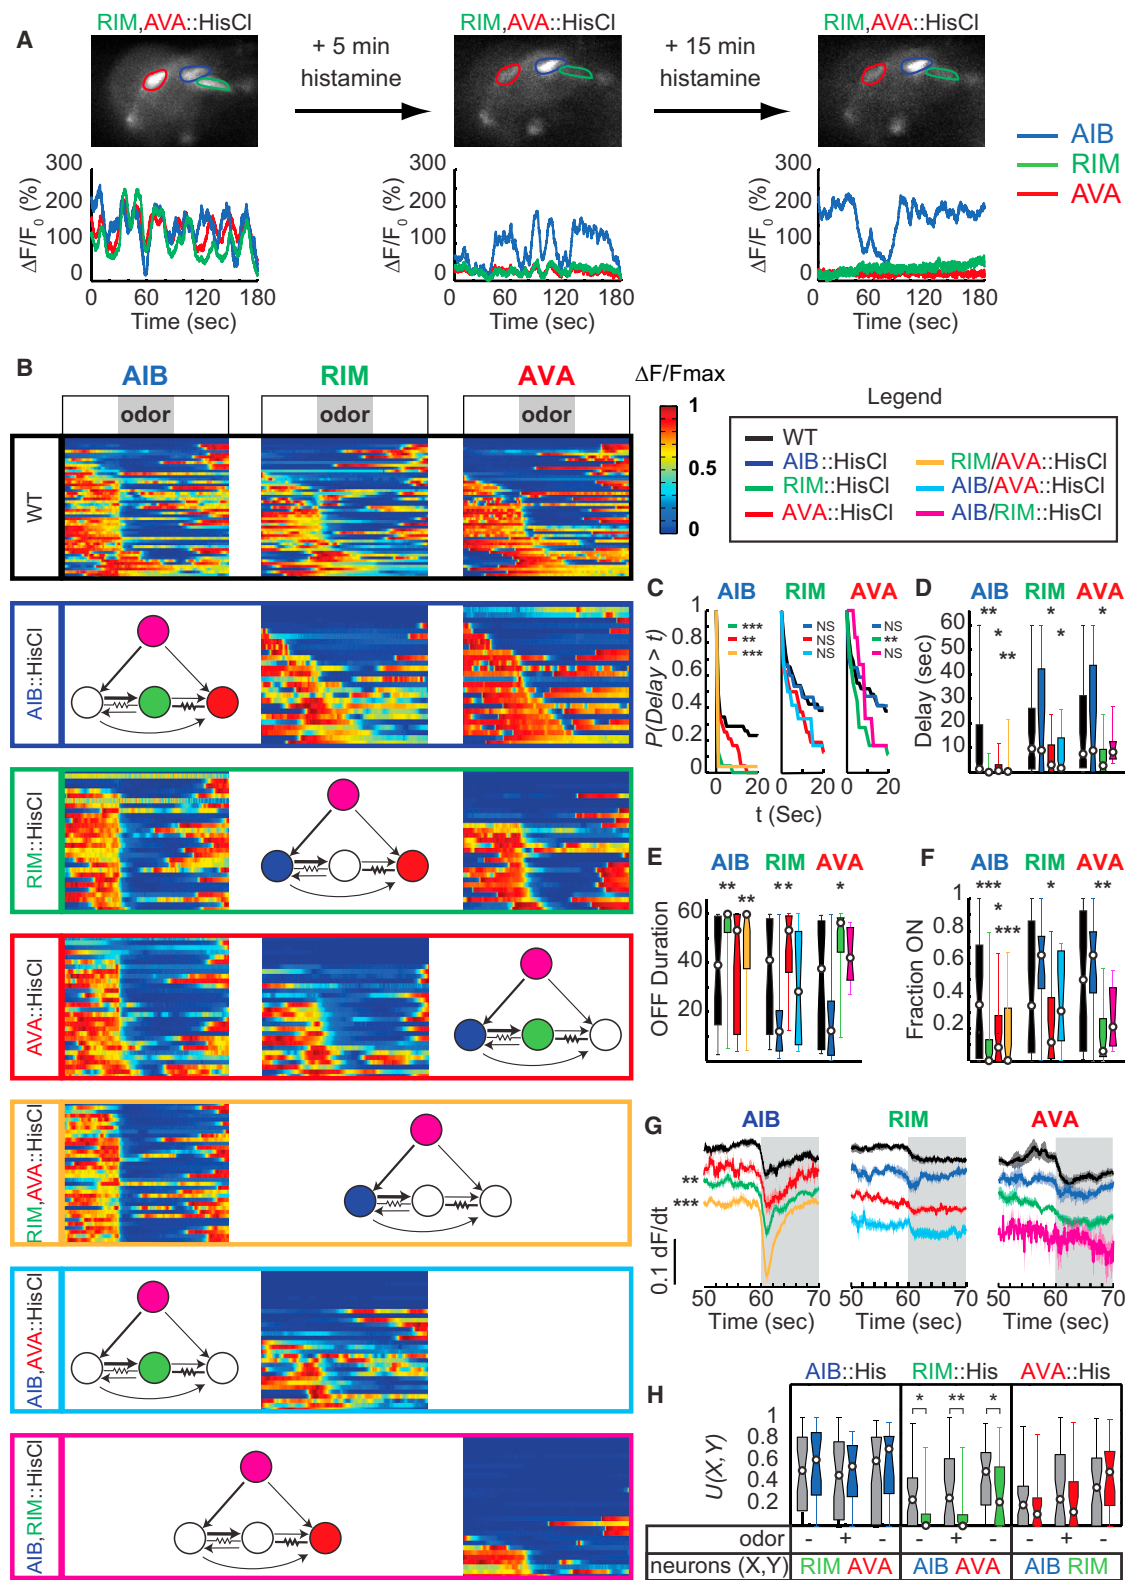 A
RIM,AVA::HisCl
RIM,AVA::HisCl
RIM,AVA::HisCl
+ 5 min
histamine
+ 15 min
histamine
AIB
RIM
AVA
ΔF/F0 (%)
300
200
100
0
0 60 120 180
Time (sec)
ΔF/F0 (%)
300
200
100
0
0 60 120 180
Time (sec)
ΔF/F0 (%)
300
200
100
0
0 60 120 180
Time (sec)
B
AIB RIM AVA
odor odor odor
ΔF/Fmax
1
0.5
0
Legend
WT
AIB::HisCl
RIM::HisCl
AVA::HisCl
RIM/AVA::HisCl
AIB/AVA::HisCl
AIB/RIM::HisCl
WT
AIB::HisCl
RIM::HisCl
AVA::HisCl
RIM,AVA::HisCl
AIB,AVA::HisCl
AIB,RIM::HisCl
C
AIB RIM AVA
P(Delay > t)
1
0.8
0.6
0.4
0.2
0
***
**
***
NS
NS
NS
NS
**
NS
0 20 0 20 0 20
t (Sec)
D
AIB RIM AVA
** * *
* *
**
Delay (sec)
60
50
40
30
20
10
E
AIB RIM AVA
** ** *
**
OFF Duration
60
40
20
F
AIB RIM AVA
*** * **
*
***
Fraction ON
1
0.8
0.6
0.4
0.2
G
AIB RIM AVA
**
***
0.1 dF/dt
50 60 70
50 60 70
50 60 70
Time (sec) Time (sec) Time (sec)
H
AIB::His RIM::His AVA::His
* ** *
U(X,Y)
1
0.8
0.6
0.4
0.2
odor - + - - + - - + -
neurons (X,Y) RIM AVA AIB AVA AIB RIM